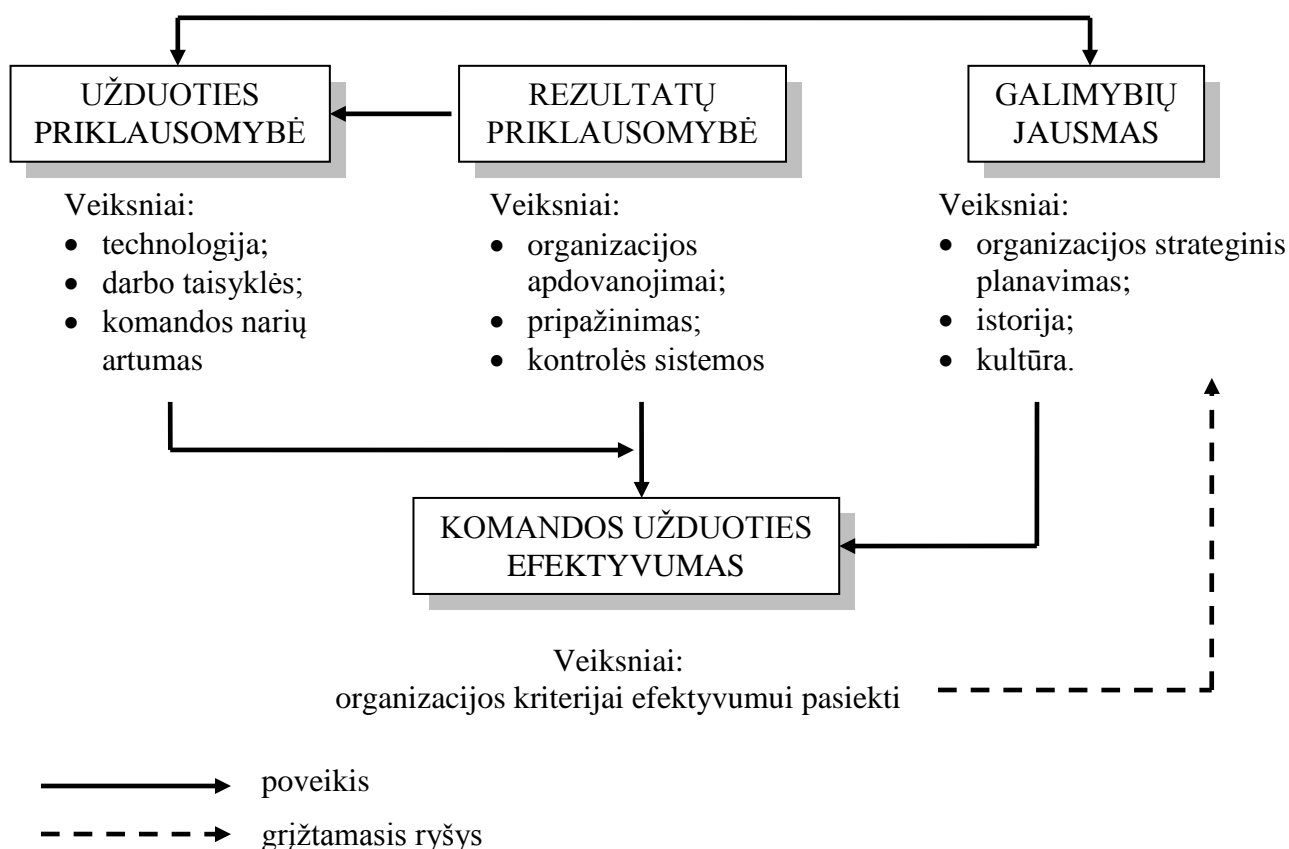 UŽDUOTIES
PRIKLAUSOMYBĖ
REZULTATŲ
PRIKLAUSOMYBĖ
GALIMYBIŲ
JAUSMAS
Veiksniai:
• technologija;
• darbo taisyklės;
• komandos narių
artumas
Veiksniai:
• organizacijos
apdovanojimai;
• pripažinimas;
• kontrolės sistemos
Veiksniai:
• organizacijos strateginis
planavimas;
• istorija;
• kultūra.
KOMANDOS UŽDUOTIES
EFEKTYVUMAS
Veiksniai:
organizacijos kriterijai efektyvumui pasiekti
poveikis
grįžtamasis ryšys